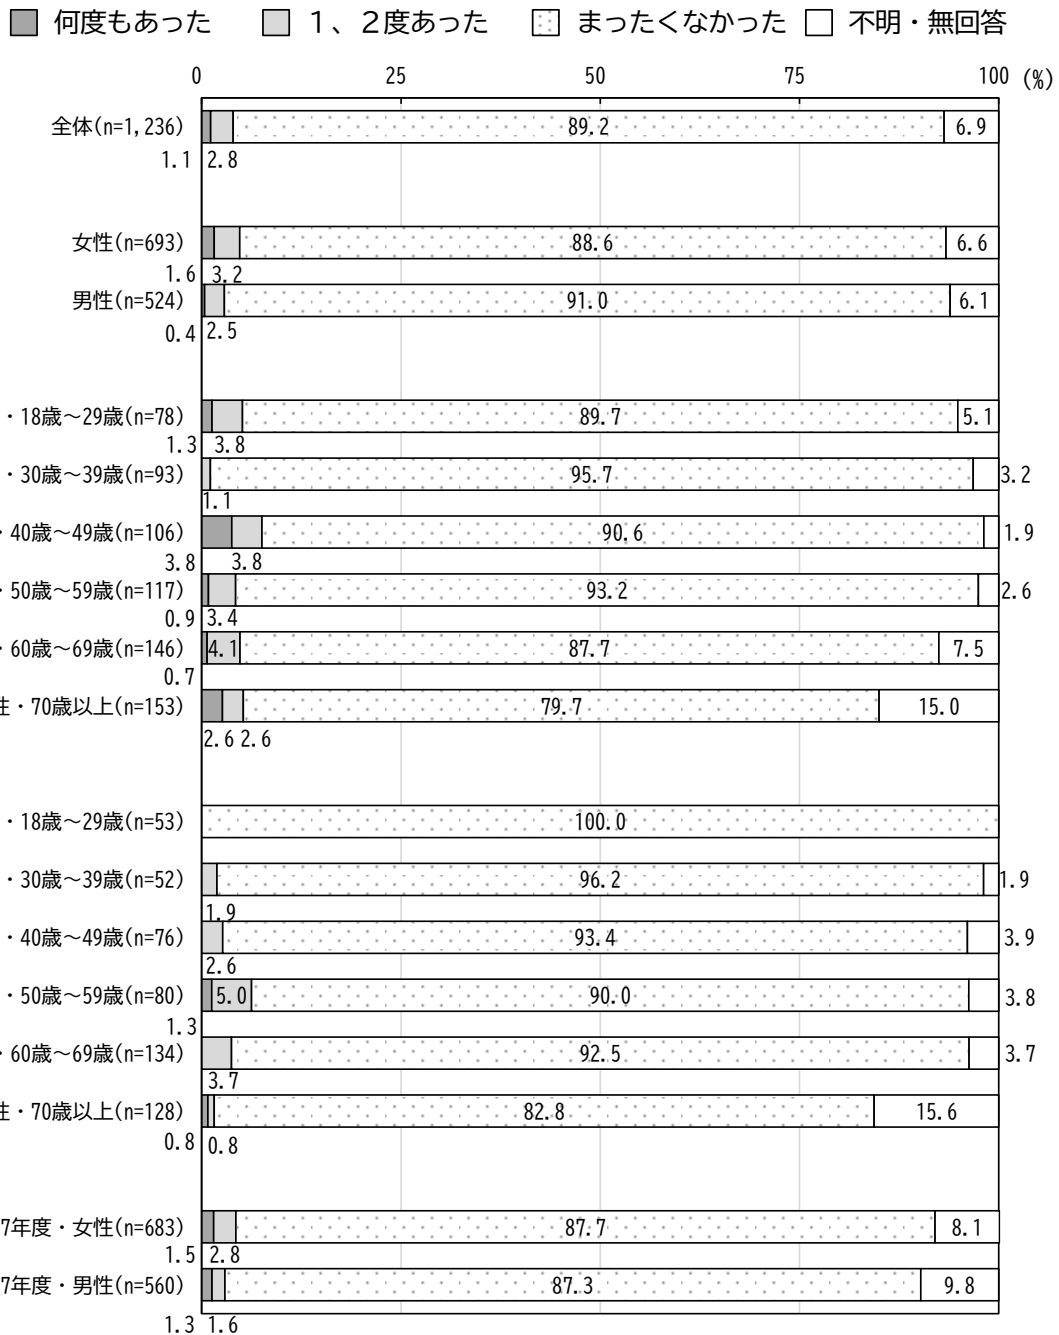 何度もあった １、２度あった まったくなかった 不明・無回答
0 25 50 75 100 (%)
全体(n=1,236) 89.2 6.9
1.1 2.8
女性(n=693) 88.6 6.6
1.6 3.2
男性(n=524) 91.0 6.1
0.4 2.5
・18歳～29歳(n=78) 89.7 5.1
1.3 3.8
・30歳～39歳(n=93) 95.7 3.2
1.1
・40歳～49歳(n=106) 90.6 1.9
3.8 3.8
・50歳～59歳(n=117) 93.2 2.6
0.9 3.4
・60歳～69歳(n=146) 4.1 87.7 7.5
0.7
性・70歳以上(n=153) 79.7 15.0
2.6 2.6
・18歳～29歳(n=53) 100.0
・30歳～39歳(n=52) 96.2 1.9
1.9
・40歳～49歳(n=76) 93.4 3.9
2.6
・50歳～59歳(n=80) 5.0 90.0 3.8
1.3
・60歳～69歳(n=134) 92.5 3.7
3.7
性・70歳以上(n=128) 82.8 15.6
0.8 0.8
7年度・女性(n=683) 87.7 8.1
1.5 2.8
7年度・男性(n=560) 87.3 9.8
1.3 1.6